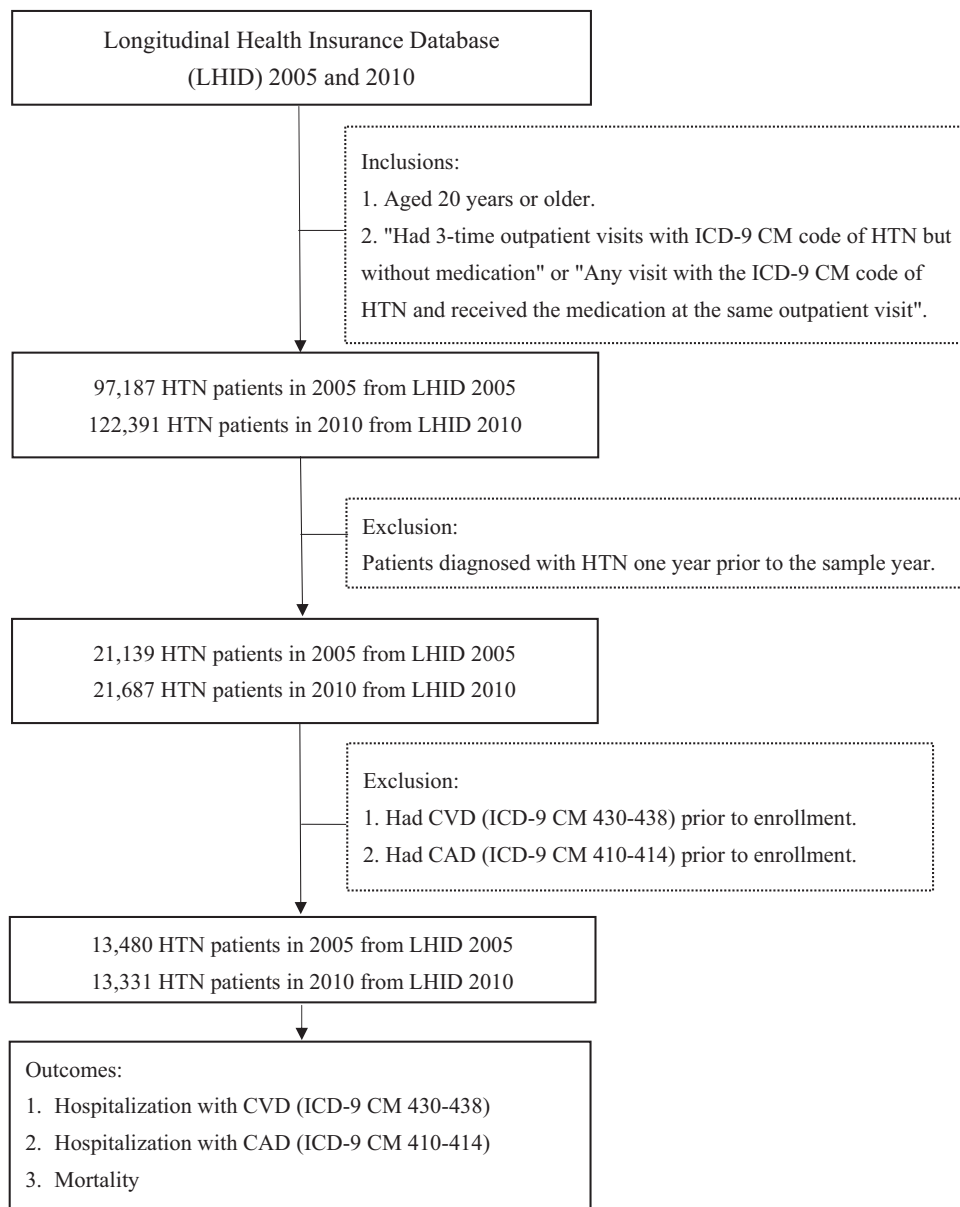 Longitudinal Health Insurance Database
(LHID) 2005 and 2010
Inclusions:
1. Aged 20 years or older.
2. "Had 3-time outpatient visits with ICD-9 CM code of HTN but
without medication" or "Any visit with the ICD-9 CM code of
HTN and received the medication at the same outpatient visit".
97,187 HTN patients in 2005 from LHID 2005
122,391 HTN patients in 2010 from LHID 2010
Exclusion:
Patients diagnosed with HTN one year prior to the sample year.
21,139 HTN patients in 2005 from LHID 2005
21,687 HTN patients in 2010 from LHID 2010
Exclusion:
1. Had CVD (ICD-9 CM 430-438) prior to enrollment.
2. Had CAD (ICD-9 CM 410-414) prior to enrollment.
13,480 HTN patients in 2005 from LHID 2005
13,331 HTN patients in 2010 from LHID 2010
Outcomes:
1. Hospitalization with CVD (ICD-9 CM 430-438)
2. Hospitalization with CAD (ICD-9 CM 410-414)
3. Mortality